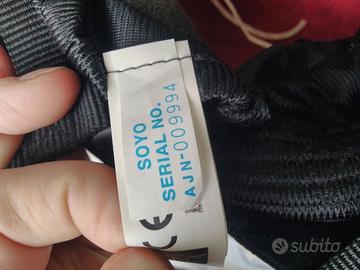 SOYO
SERIAL NO.
AJN-009994
CE
subito